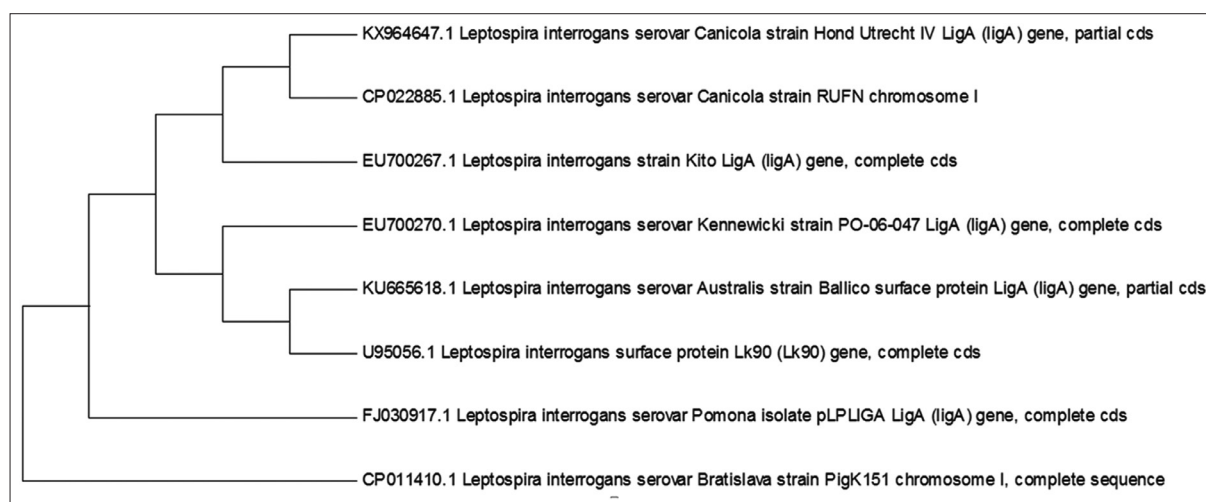 KX964647.1 Leptospira interrogans serovar Canicola strain Hond Utrecht IV LigA (ligA) gene, partial cds
CP022885.1 Leptospira interrogans serovar Canicola strain RUFN chromosome I
EU700267.1 Leptospira interrogans strain Kito LigA (ligA) gene, complete cds
EU700270.1 Leptospira interrogans serovar Kennewicki strain PO-06-047 LigA (ligA) gene, complete cds
KU665618.1 Leptospira interrogans serovar Australis strain Ballico surface protein LigA (ligA) gene, partial cds
U95056.1 Leptospira interrogans surface protein Lk90 (Lk90) gene, complete cds
FJ030917.1 Leptospira interrogans serovar Pomona isolate pLPLIGA LigA (ligA) gene, complete cds
CP011410.1 Leptospira interrogans serovar Bratislava strain PigK151 chromosome I, complete sequence